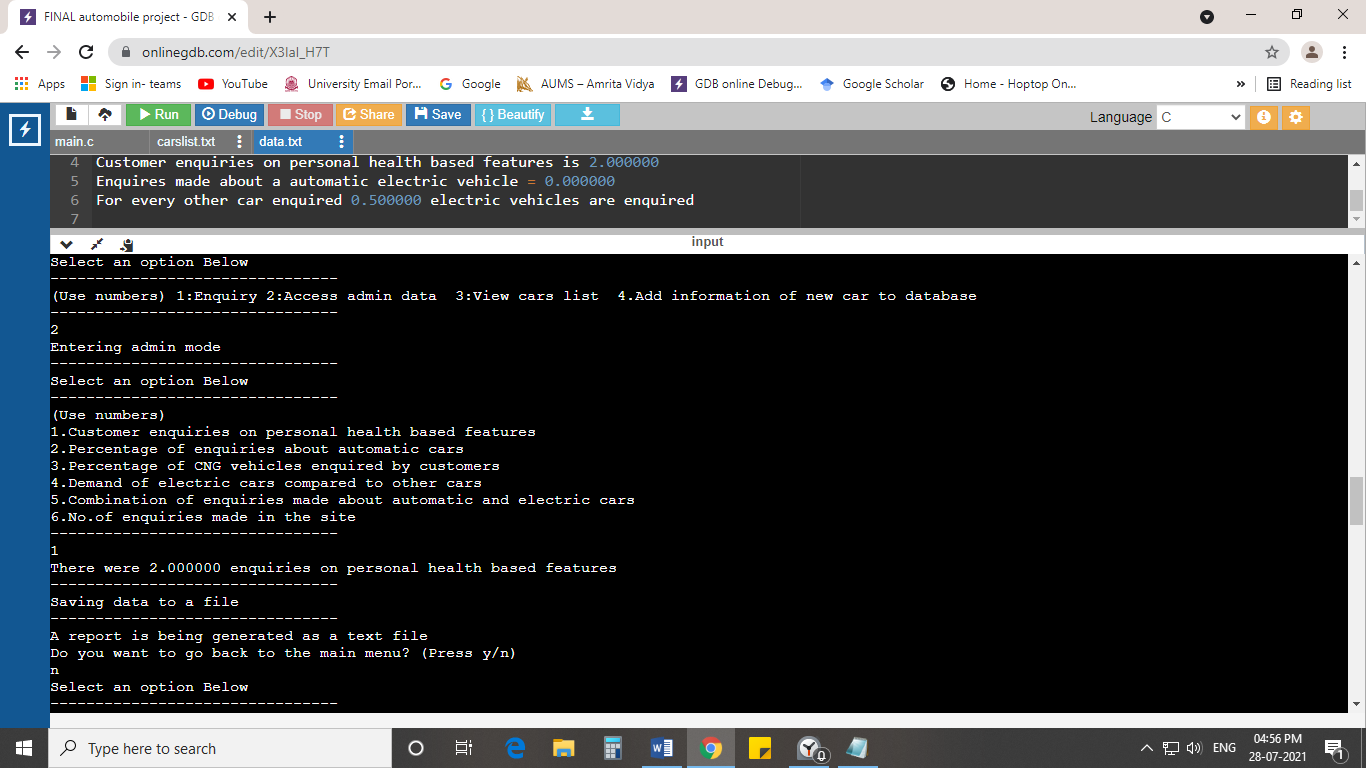 FINAL automobile project - GDB
onlinegdb.com/edit/X3Ial_H7T
Apps Sign in- teams YouTube University Email Por... Google AUMS – Amrita Vidya GDB online Debug... Google Scholar Home - Hoptop On... » Reading list
Run Debug Stop Share Save { } Beautify Language C
main.c carslist.txt data.txt
4 Customer enquiries on personal health based features is 2.000000
5 Enquires made about a automatic electric vehicle = 0.000000
6 For every other car enquired 0.500000 electric vehicles are enquired
7
input
Select an option Below
--------------------------------
(Use numbers) 1:Enquiry 2:Access admin data  3:View cars list  4.Add information of new car to database
--------------------------------
2
Entering admin mode
--------------------------------
Select an option Below
--------------------------------
(Use numbers)
1.Customer enquiries on personal health based features
2.Percentage of enquiries about automatic cars
3.Percentage of CNG vehicles enquired by customers
4.Demand of electric cars compared to other cars
5.Combination of enquiries made about automatic and electric cars
6.No.of enquiries made in the site
--------------------------------
1
There were 2.000000 enquiries on personal health based features
--------------------------------
Saving data to a file
--------------------------------
A report is being generated as a text file
Do you want to go back to the main menu? (Press y/n)
n
Select an option Below
--------------------------------
Type here to search
ENG
04:56 PM
28-07-2021
1